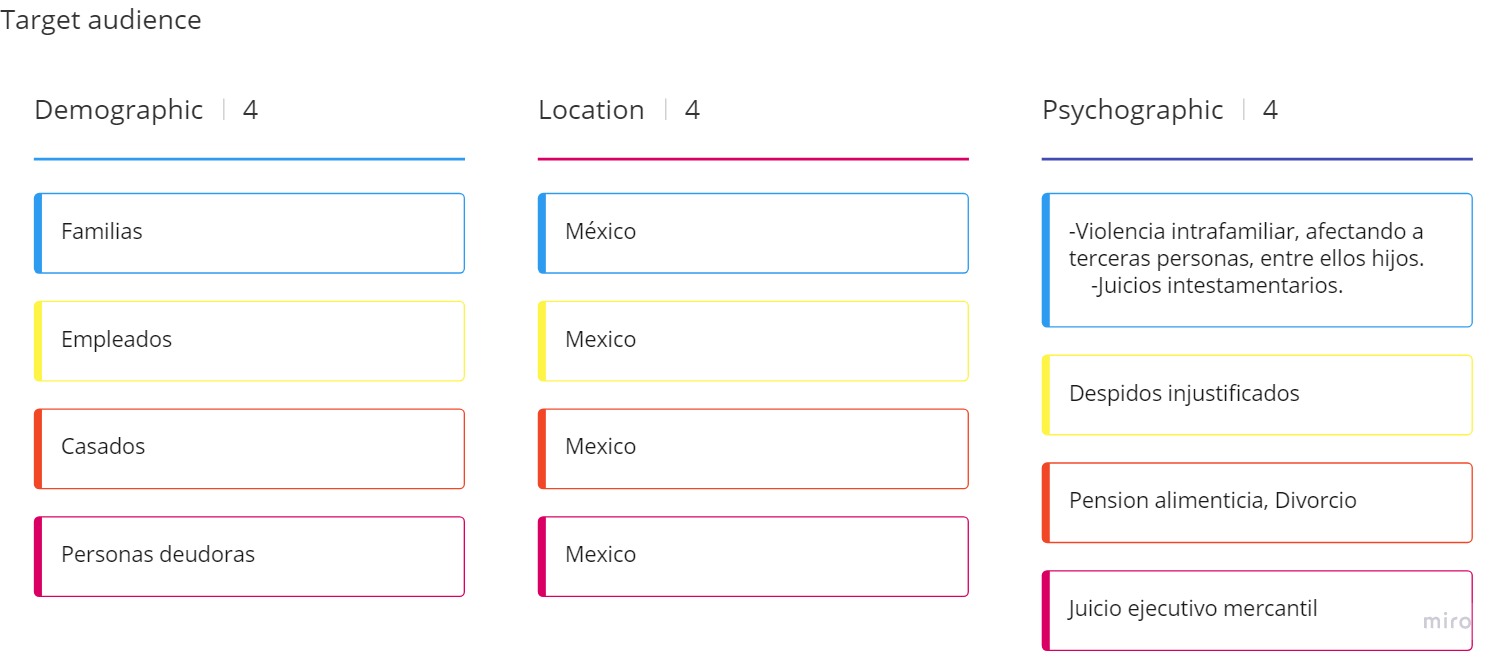 Target audience
Demographic | 4
Familias
Empleados
Casados
Personas deudoras
Location | 4
México
Mexico
Mexico
Mexico
Psychographic | 4
-Violencia intrafamiliar, afectando a
terceras personas, entre ellos hijos.
-Juicios intestamentarios.
Despidos injustificados
Pension alimenticia, Divorcio
Juicio ejecutivo mercantil
miro